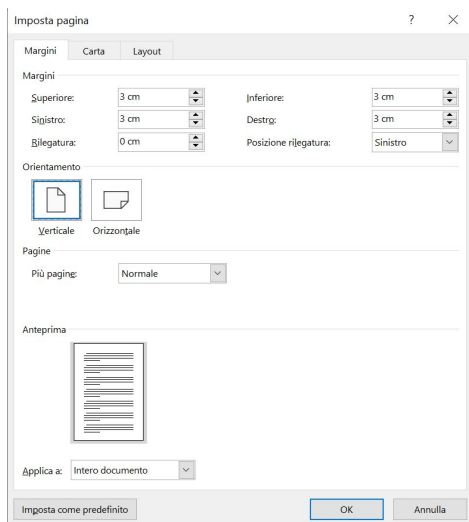 Imposta pagina ?
Margini Carta Layout
Margini
Superiore: 3 cm Inferiore: 3 cm
Sinistro: 3 cm Destro: 3 cm
Rilegatura: 0 cm Posizione rilegatura: Sinistro
Orientamento
Verticale Orizzontale
Pagine
Più pagine: Normale
Anteprima
Applica a: Intero documento
Imposta come predefinito OK Annulla